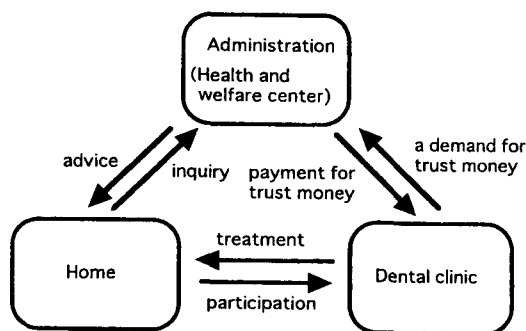 Administration
(Health and
welfare center)
advice
inquiry
payment for
trust money
a demand for
trust money
Home
treatment
participation
Dental clinic